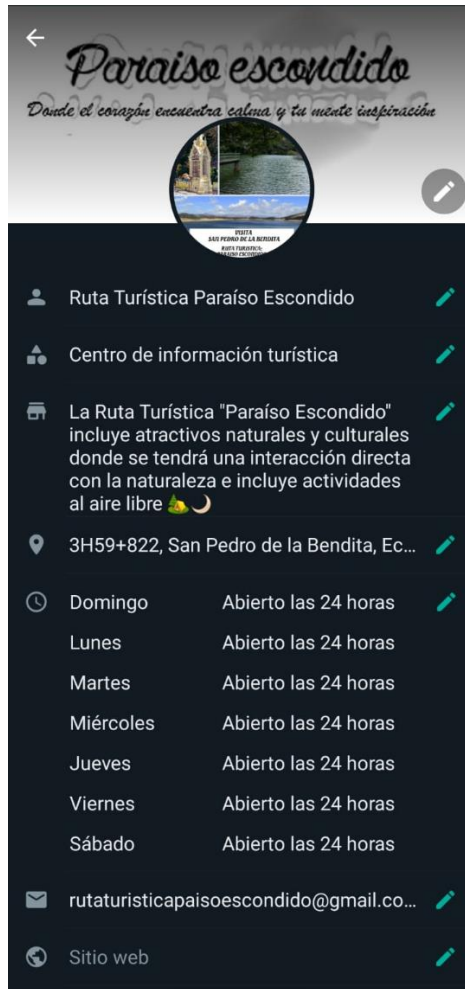 Paraiso escondido
Donde el corazón encuentra calma y tu mente inspiración
VISITA
SAN PEDRO DE LA BENDITA
RUTA TURISTICA:
PARAISO ESCONDIDO
Ruta Turística Paraíso Escondido
Centro de información turística
La Ruta Turística "Paraíso Escondido"
incluye atractivos naturales y culturales
donde se tendrá una interacción directa
con la naturaleza e incluye actividades
al aire libre 🏕️🌙
3H59+822, San Pedro de la Bendita, Ec...
Domingo Abierto las 24 horas
Lunes Abierto las 24 horas
Martes Abierto las 24 horas
Miércoles Abierto las 24 horas
Jueves Abierto las 24 horas
Viernes Abierto las 24 horas
Sábado Abierto las 24 horas
rutaturisticapaisoescondido@gmail.co...
Sitio web